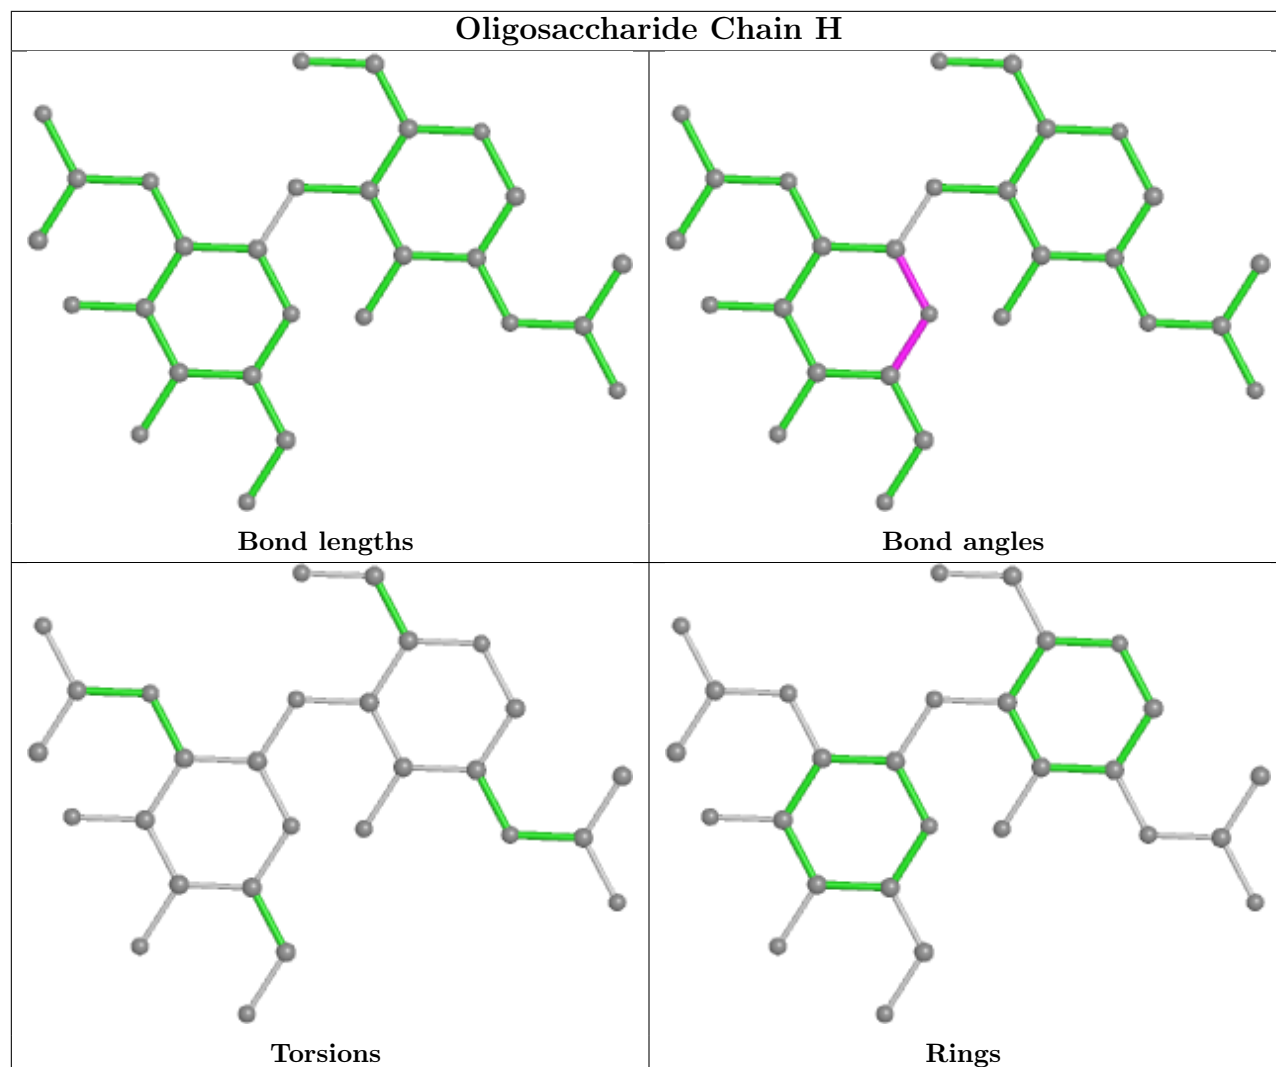 Oligosaccharide Chain H
Bond lengths
Bond angles
Torsions
Rings